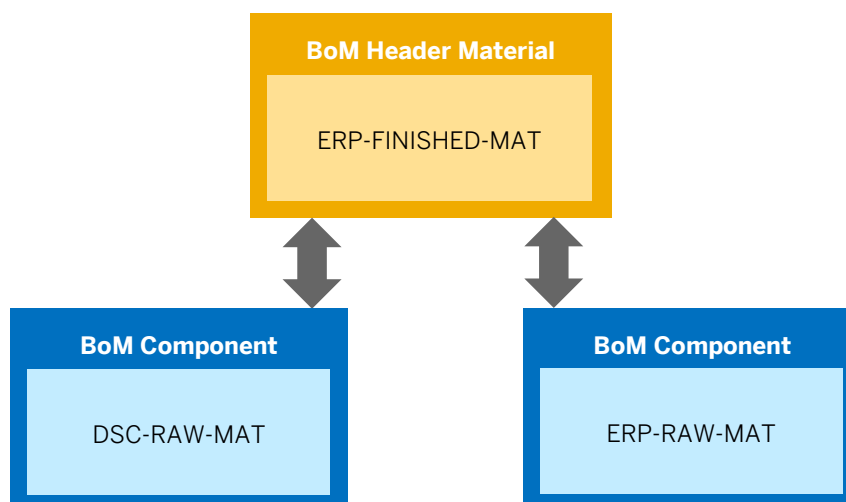 BoM Header Material
ERP-FINISHED-MAT
BoM Component
DSC-RAW-MAT
BoM Component
ERP-RAW-MAT